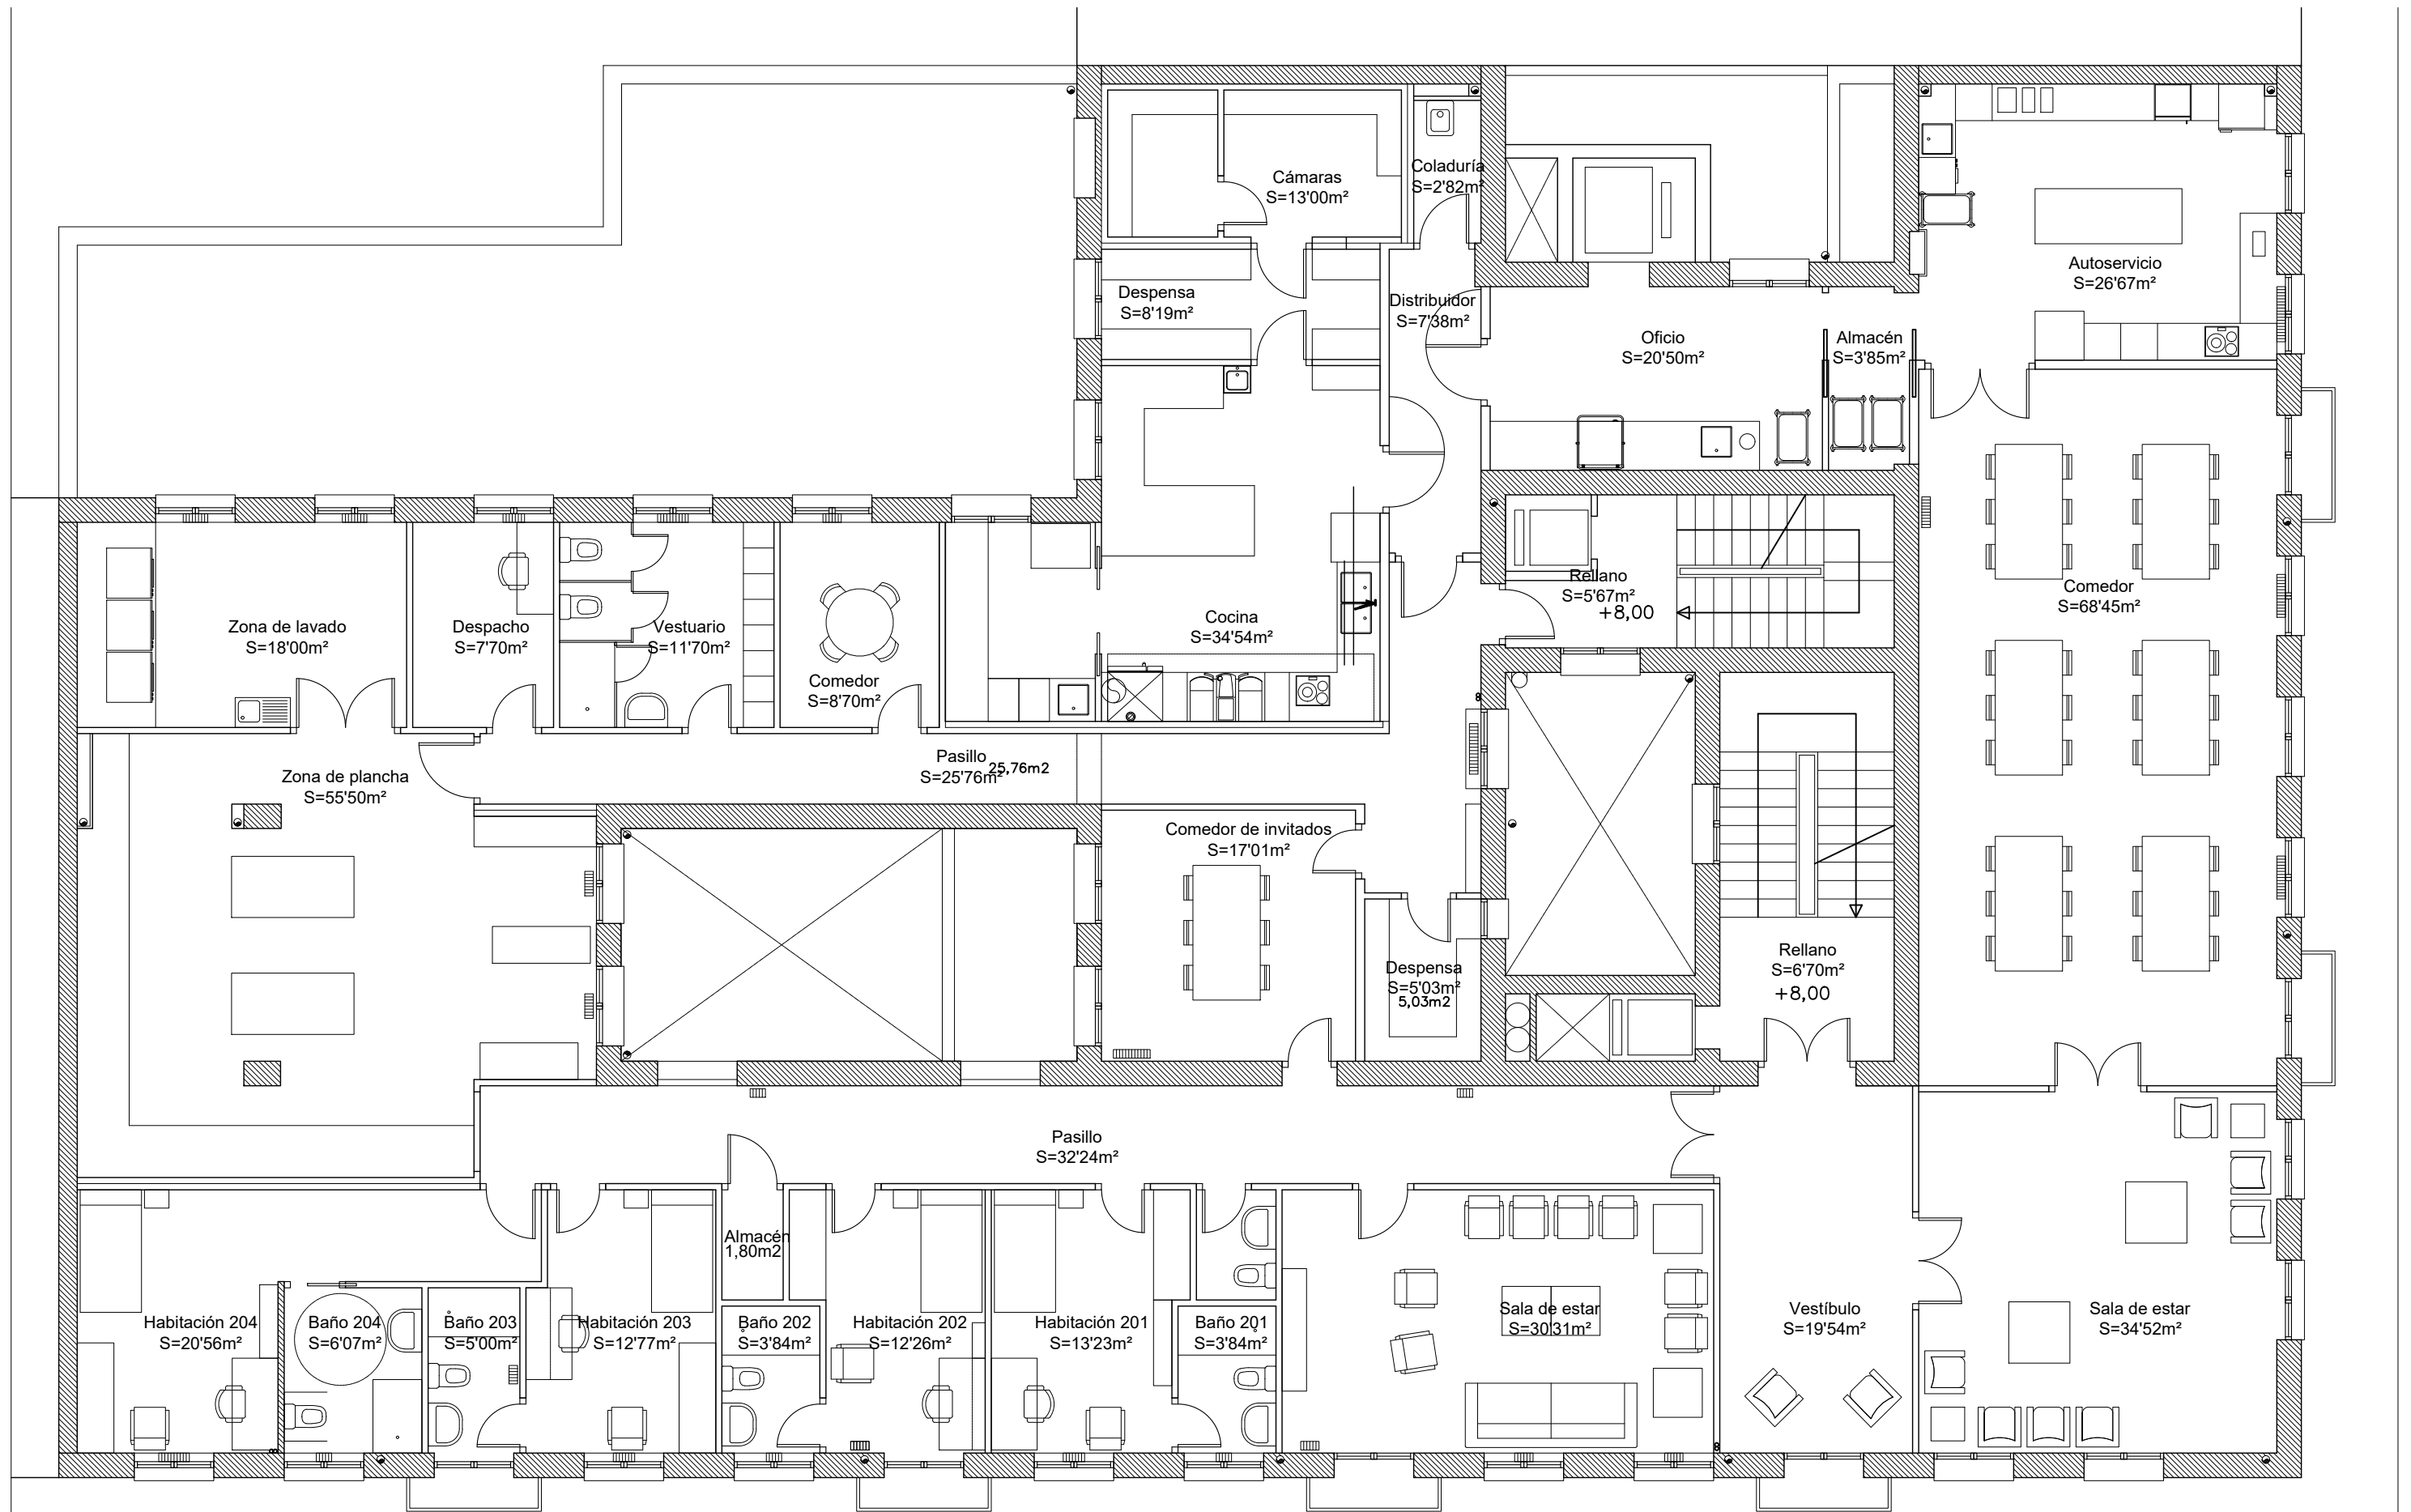 Cámaras
S=13'00m²
Coladuría
S=2'82m²
Despensa
S=8'19m²
Distribuidor
S=7'38m²
Oficio
S=20'50m²
Almacén
S=3'85m²
Autoservicio
S=26'67m²
Zona de lavado
S=18'00m²
Despacho
S=7'70m²
Vestuario
S=11'70m²
Comedor
S=8'70m²
Cocina
S=34'54m²
Rellano
S=5'67m²
+8,00
Comedor
S=68'45m²
Zona de plancha
S=55'50m²
Pasillo
S=25'76m²
25,76m2
Comedor de invitados
S=17'01m²
Despensa
S=5'03m²
5,03m2
Rellano
S=6'70m²
+8,00
Pasillo
S=32'24m²
Almacén
1,80m2
Habitación 204
S=20'56m²
Baño 204
S=6'07m²
Baño 203
S=5'00m²
Habitación 203
S=12'77m²
Baño 202
S=3'84m²
Habitación 202
S=12'26m²
Habitación 201
S=13'23m²
Baño 201
S=3'84m²
Sala de estar
S=30'31m²
Vestíbulo
S=19'54m²
Sala de estar
S=34'52m²